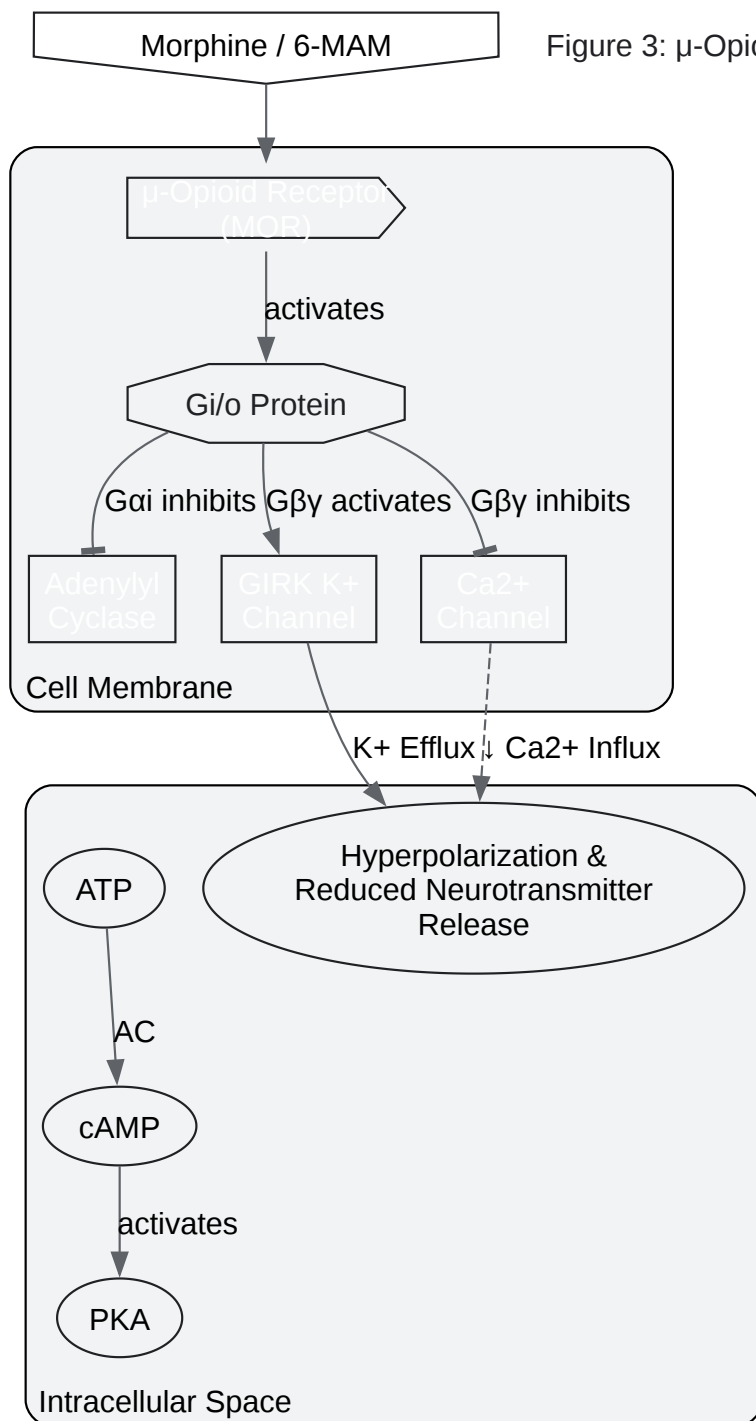 Morphine / 6-MAM
Figure 3: μ-Opio
μ-Opioid Receptor
(MOR)
activates
Gi/o Protein
Gαi inhibits
Gβγ activates
Gβγ inhibits
Adenylyl
Cyclase
GIRK K+
Channel
Ca2+
Channel
Cell Membrane
K+ Efflux
↓ Ca2+ Influx
Hyperpolarization &
Reduced Neurotransmitter
Release
ATP
AC
cAMP
activates
PKA
Intracellular Space